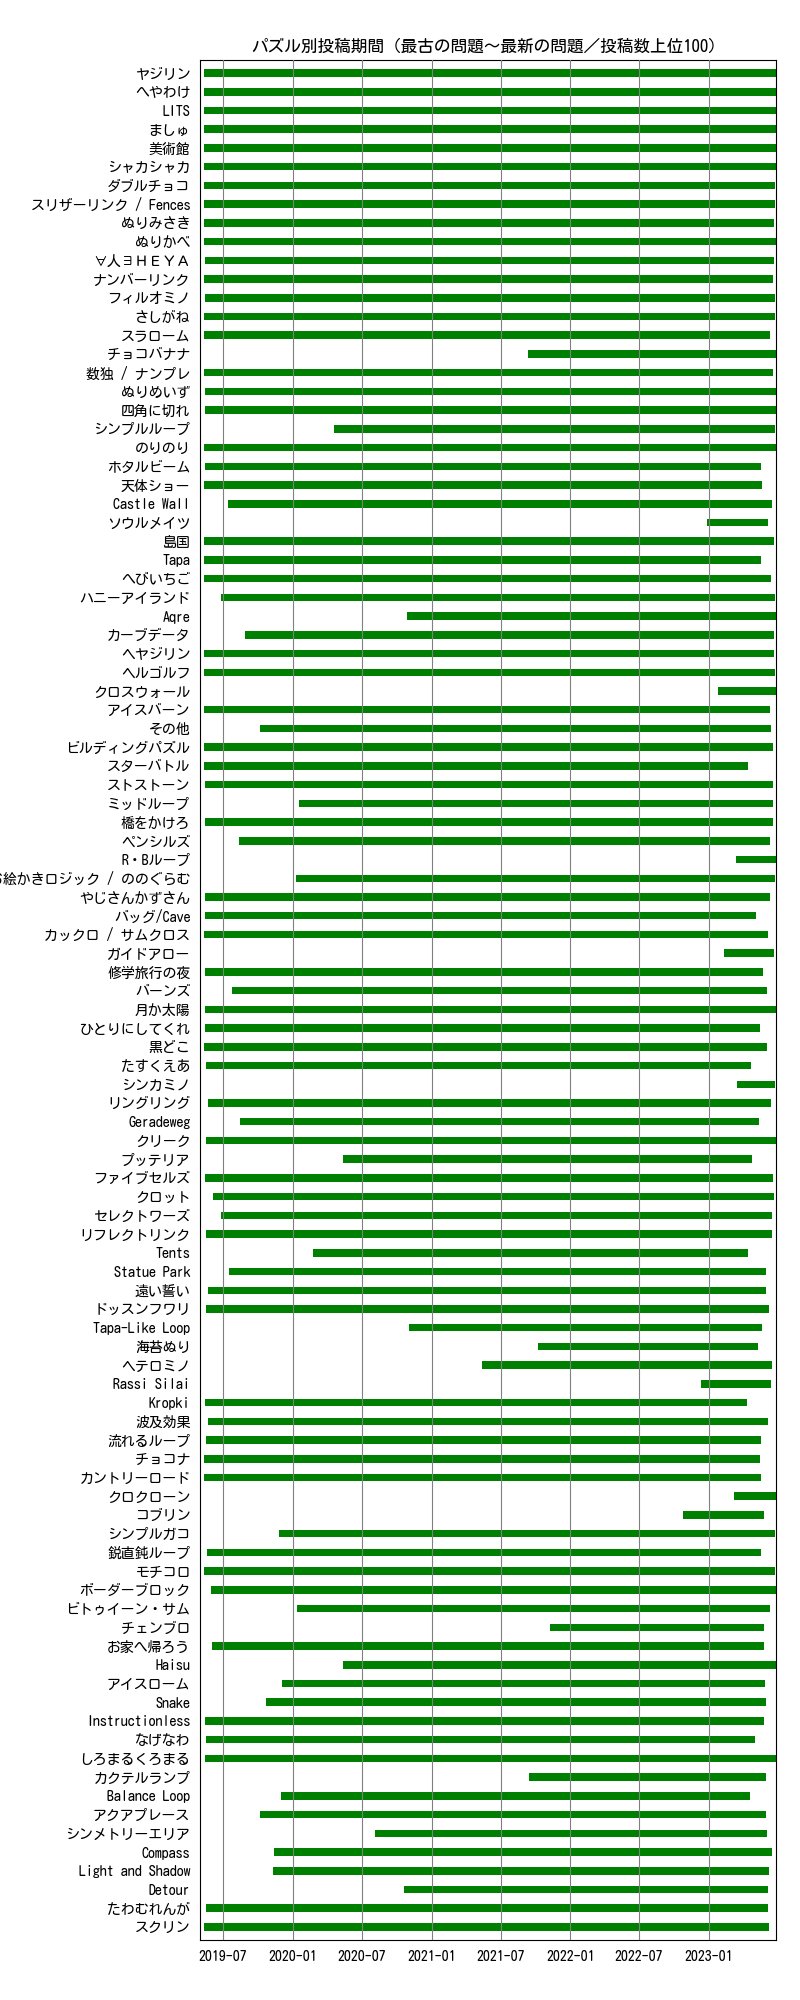 パズル別投稿期間（最古の問題～最新の問題／投稿数上位100）
ヤジリン
へやわけ
LITS
ましゅ
美術館
シャカシャカ
ダブルチョコ
スリザーリンク / Fences
ぬりみさき
ぬりかべ
∀人ヨＨＥＹＡ
ナンバーリンク
フィルオミノ
さしがね
スラローム
チョコバナナ
数独 / ナンプレ
ぬりめいず
四角に切れ
シンプルループ
のりのり
ホタルビーム
天体ショー
Castle Wall
ソウルメイツ
島国
Tapa
へびいちご
ハニーアイランド
Aqre
カーブデータ
ヘヤジリン
ヘルゴルフ
クロスウォール
アイスバーン
その他
ビルディングパズル
スターバトル
ストストーン
ミッドループ
橋をかけろ
ペンシルズ
R・Bループ
絵かきロジック / ののぐらむ
やじさんかずさん
バッグ/Cave
カックロ / サムクロス
ガイドアロー
修学旅行の夜
バーンズ
月か太陽
ひとりにしてくれ
黒どこ
たすくえあ
シンカミノ
リングリング
Geradeweg
クリーク
プッテリア
ファイブセルズ
クロット
セレクトワーズ
リフレクトリンク
Tents
Statue Park
遠い誓い
ドッスンフワリ
Tapa-Like Loop
海苔ぬり
ヘテロミノ
Rassi Silai
Kropki
波及効果
流れるループ
チョコナ
カントリーロード
クロクローン
コブリン
シンプルガコ
鋭直鈍ループ
モチコロ
ボーダーブロック
ビトゥイーン・サム
チェンブロ
お家へ帰ろう
Haisu
アイスローム
Snake
Instructionless
なげなわ
しろまるくろまる
カクテルランプ
Balance Loop
アクアプレース
シンメトリーエリア
Compass
Light and Shadow
Detour
たわむれんが
スクリン
2019-07 2020-01 2020-07 2021-01 2021-07 2022-01 2022-07 2023-01